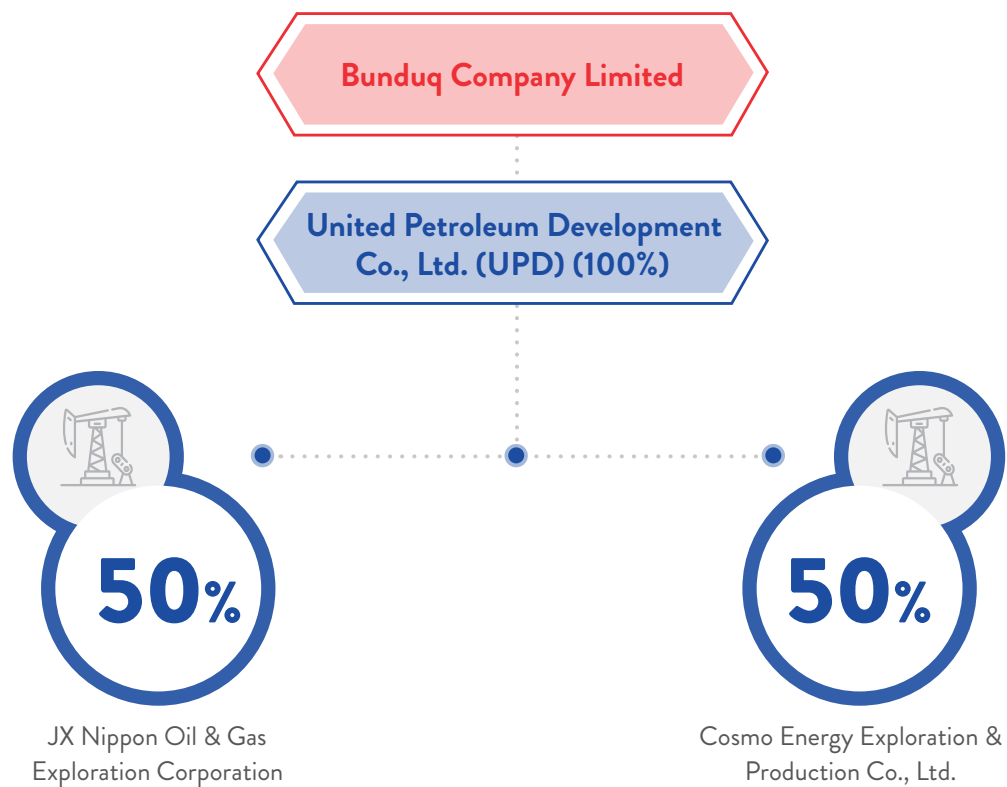 Bunduq Company Limited
United Petroleum Development
Co., Ltd. (UPD) (100%)
50%
50%
JX Nippon Oil & Gas
Exploration Corporation
Cosmo Energy Exploration &
Production Co., Ltd.